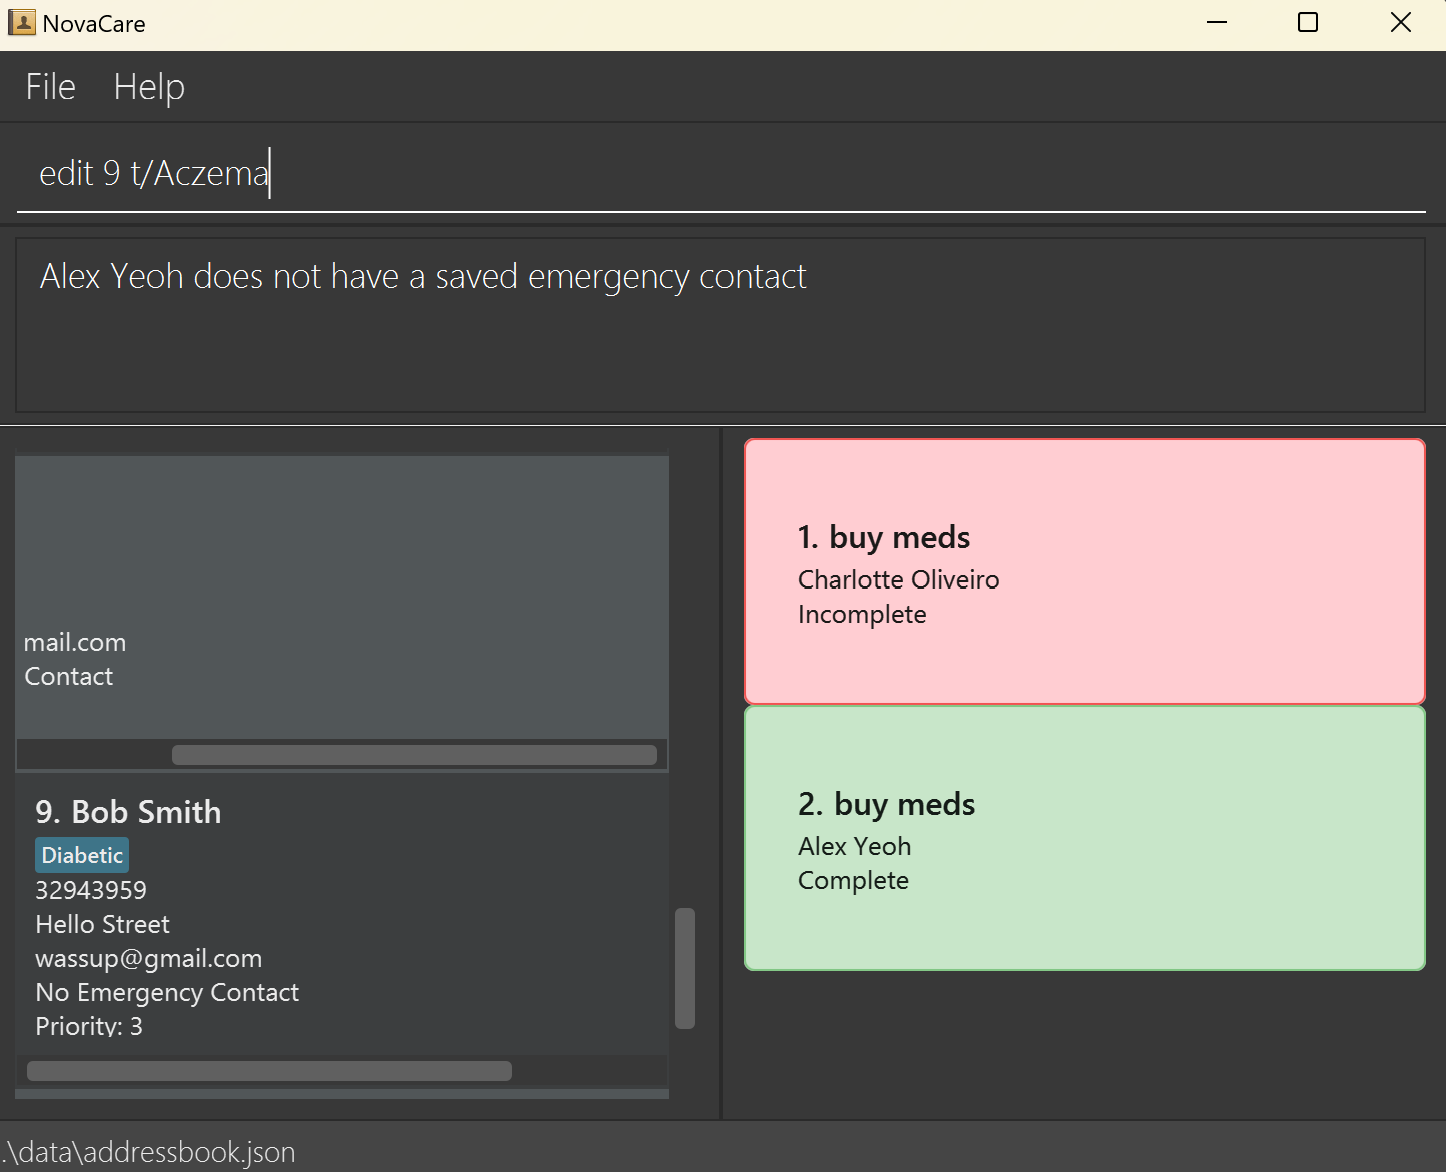 NovaCare
File Help
edit 9 t/Aczema
Alex Yeoh does not have a saved emergency contact
mail.com
Contact
9. Bob Smith
Diabetic
32943959
Hello Street
wassup@gmail.com
No Emergency Contact
Priority: 3
1. buy meds
Charlotte Oliveiro
Incomplete
2. buy meds
Alex Yeoh
Complete
.\data\addressbook.json